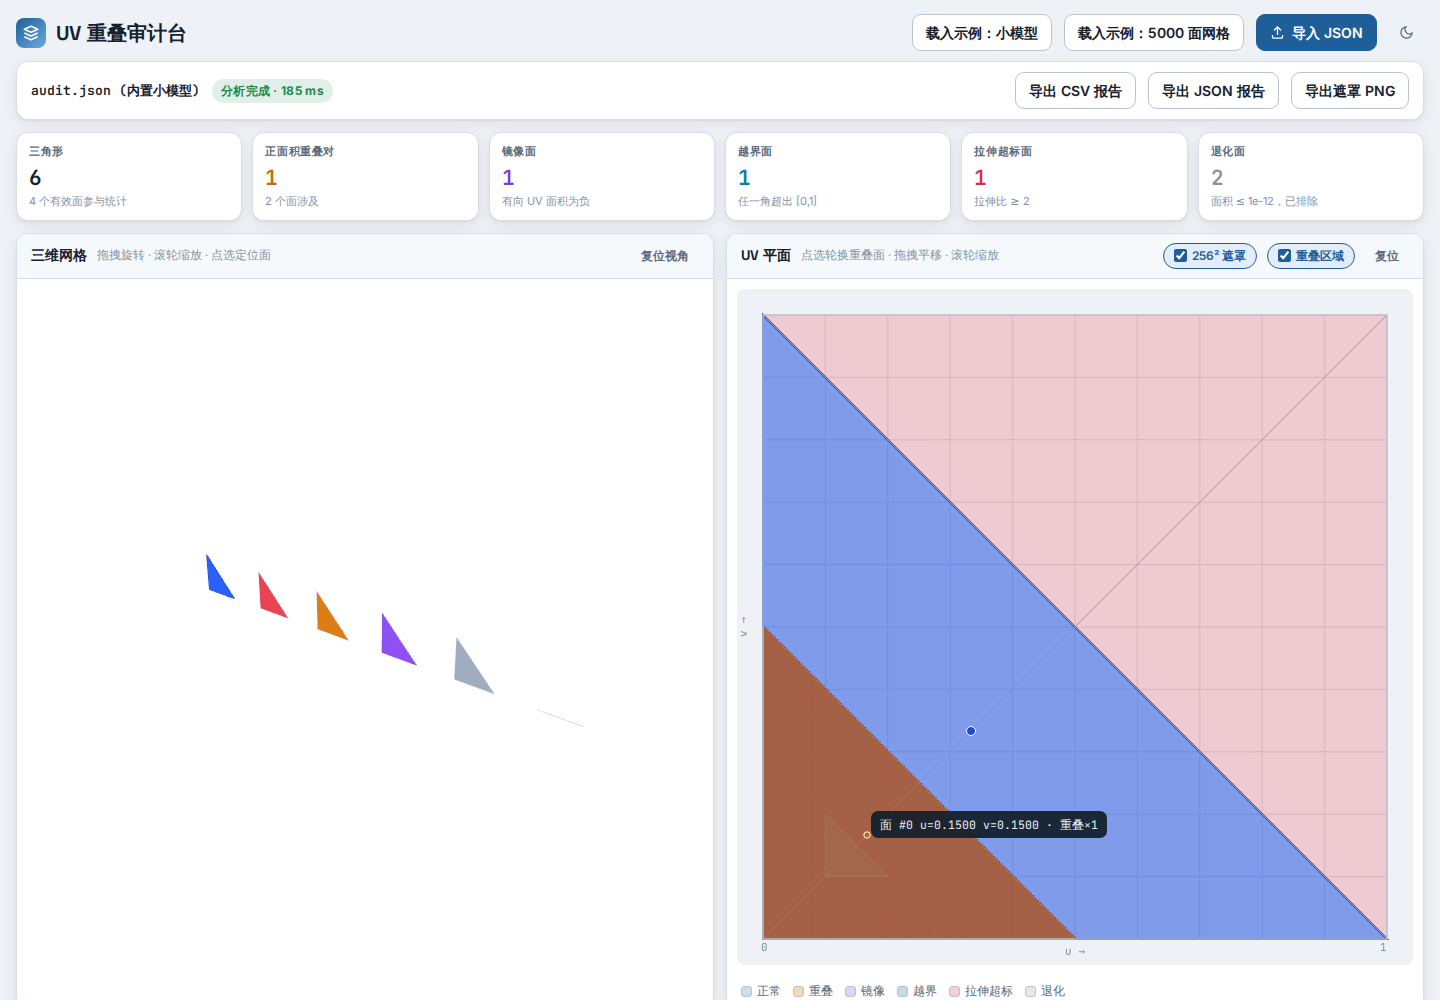 UV 重叠审计台
载入示例：小模型
载入示例：5000 面网格
导入 JSON
audit.json (内置小模型)
分析完成 · 185 ms
导出 CSV 报告
导出 JSON 报告
导出遮罩 PNG
三角形
6
4 个有效面参与统计
正面积重叠对
1
2 个面涉及
镜像面
1
有向 UV 面积为负
越界面
1
任一角超出 [0,1]
拉伸超标面
1
拉伸比 ≥ 2
退化面
2
面积 ≤ 1e-12，已排除
三维网格 拖拽旋转 · 滚轮缩放 · 点选定位面
复位视角
UV 平面 点选轮换重叠面 · 拖拽平移 · 滚轮缩放
256² 遮罩
重叠区域
复位
v →
面 #0 u=0.1500 v=0.1500 · 重叠×1
0
u →
1
正常
重叠
镜像
越界
拉伸超标
退化